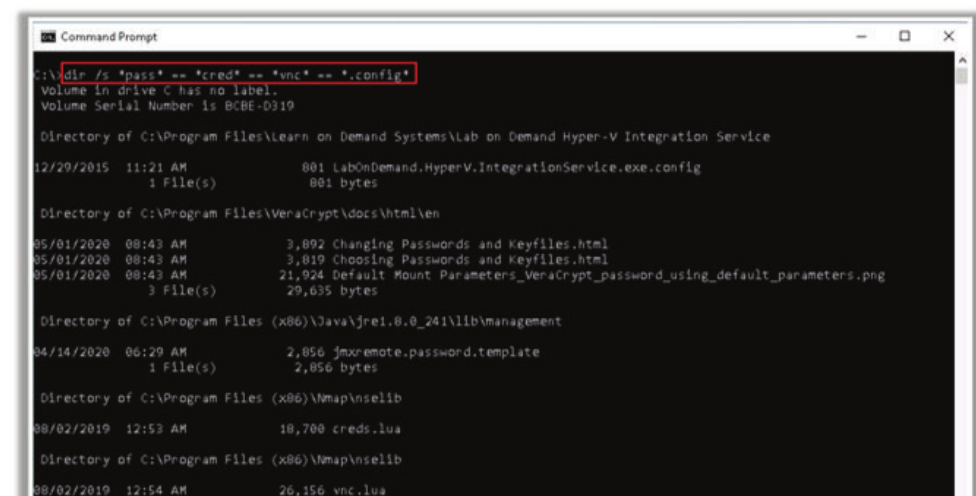 Command Prompt
C:\>dir /s *pass* == *cred* == *vnc* == *.config*
Volume in drive C has no label.
Volume Serial Number is BCBE-D319
Directory of C:\Program Files\Learn on Demand Systems\Lab on Demand Hyper-V Integration Service
12/29/2015 11:21 AM 801 LabOnDemand.HyperV.IntegrationService.exe.config
1 File(s) 801 bytes
Directory of C:\Program Files\VeraCrypt\docs\html\en
05/01/2020 08:43 AM 3,892 Changing Passwords and Keyfiles.html
05/01/2020 08:43 AM 3,819 Choosing Passwords and Keyfiles.html
05/01/2020 08:43 AM 21,924 Default Mount Parameters_VeraCrypt_password_using_default_parameters.png
3 File(s) 29,635 bytes
Directory of C:\Program Files (x86)\Java\jre1.8.0_241\lib\management
04/14/2020 06:29 AM 2,856 jmxremote.password.template
1 File(s) 2,856 bytes
Directory of C:\Program Files (x86)\Nmap\nselib
08/02/2019 12:53 AM 18,700 creds.lua
Directory of C:\Program Files (x86)\Nmap\nselib
08/02/2019 12:54 AM 26,156 vnc.lua